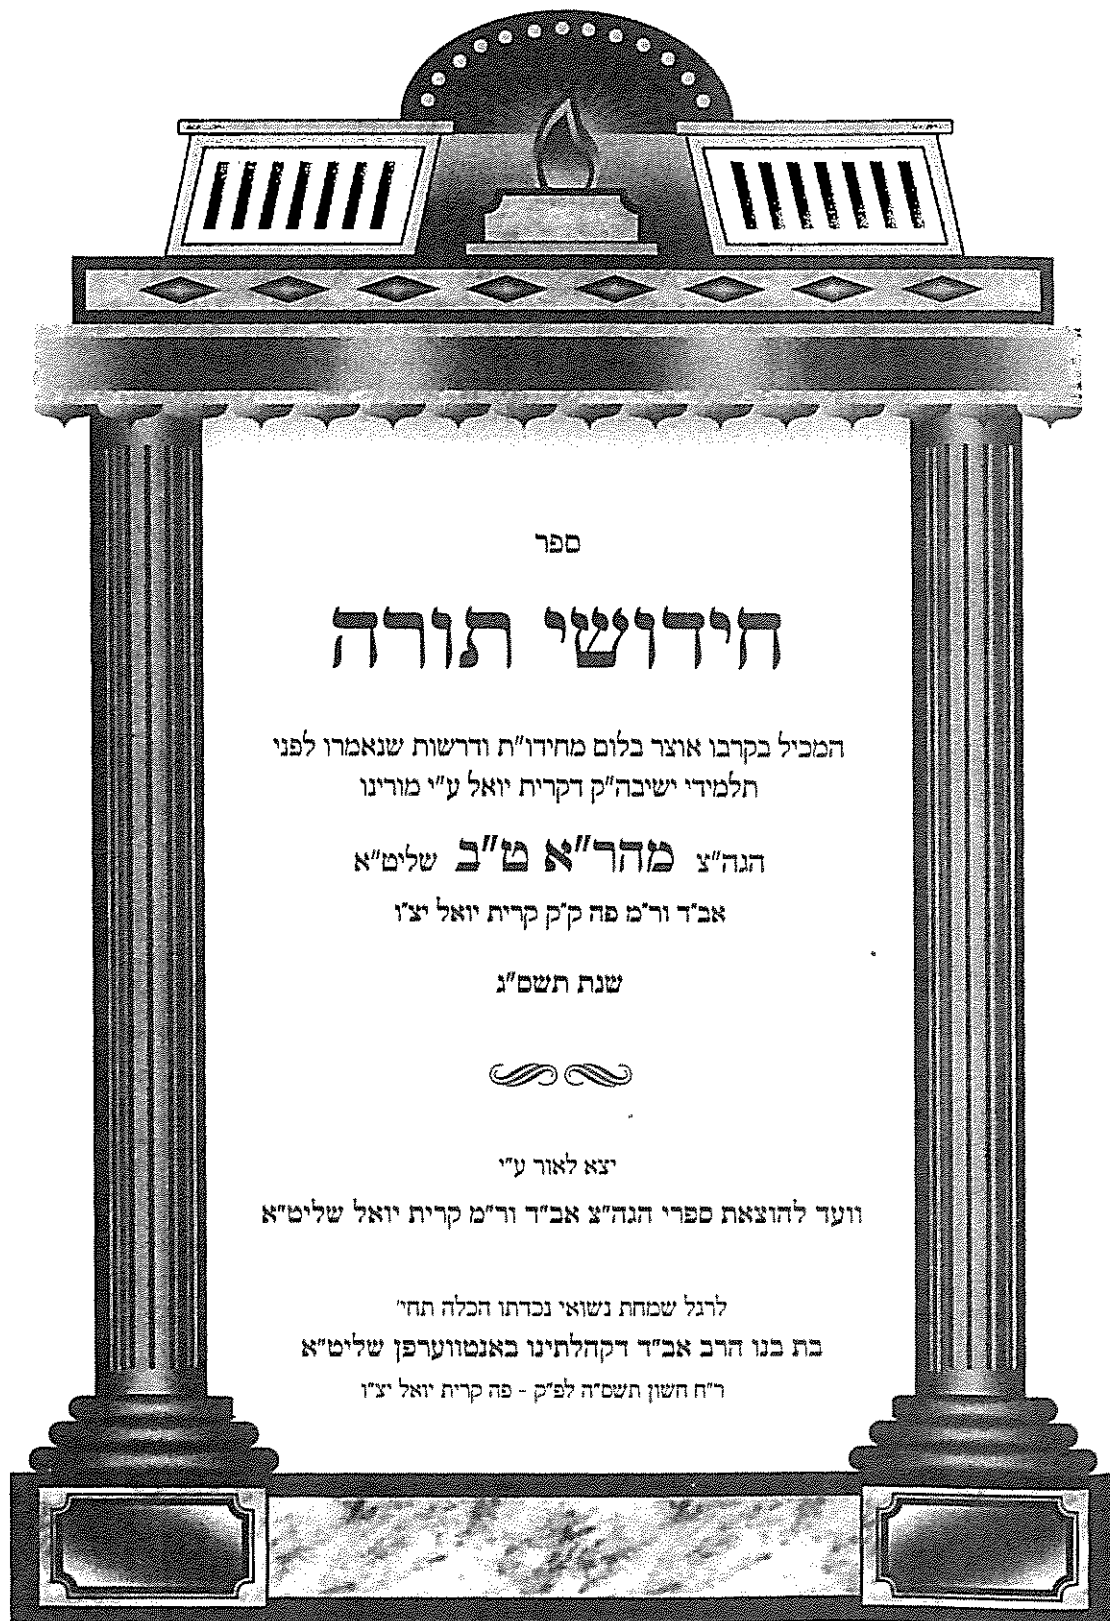 ספר
חידושי תורה
המכיל בקרבו אוצר בלום מחידו"ת ודרשות שנאמרו לפני
תלמידי ישיבה"ק דקרית יואל ע"י מורינו
הגה"צ מהר"א ט"ב שליט"א
אב"ד ור"מ פה ק"ק קרית יואל יצ"ו
שנת תשס"ג
יצא לאור ע"י
וועד להוצאת ספרי הגה"צ אב"ד ור"מ קרית יואל שליט"א
לרגל שמחת נשואי נכדתו הכלה תחי'
בת בנו הרב אב"ד דקהלתינו באנטווערפן שליט"א
ר"ח חשון תשס"ה לפ"ק - פה קרית יואל יצ"ו